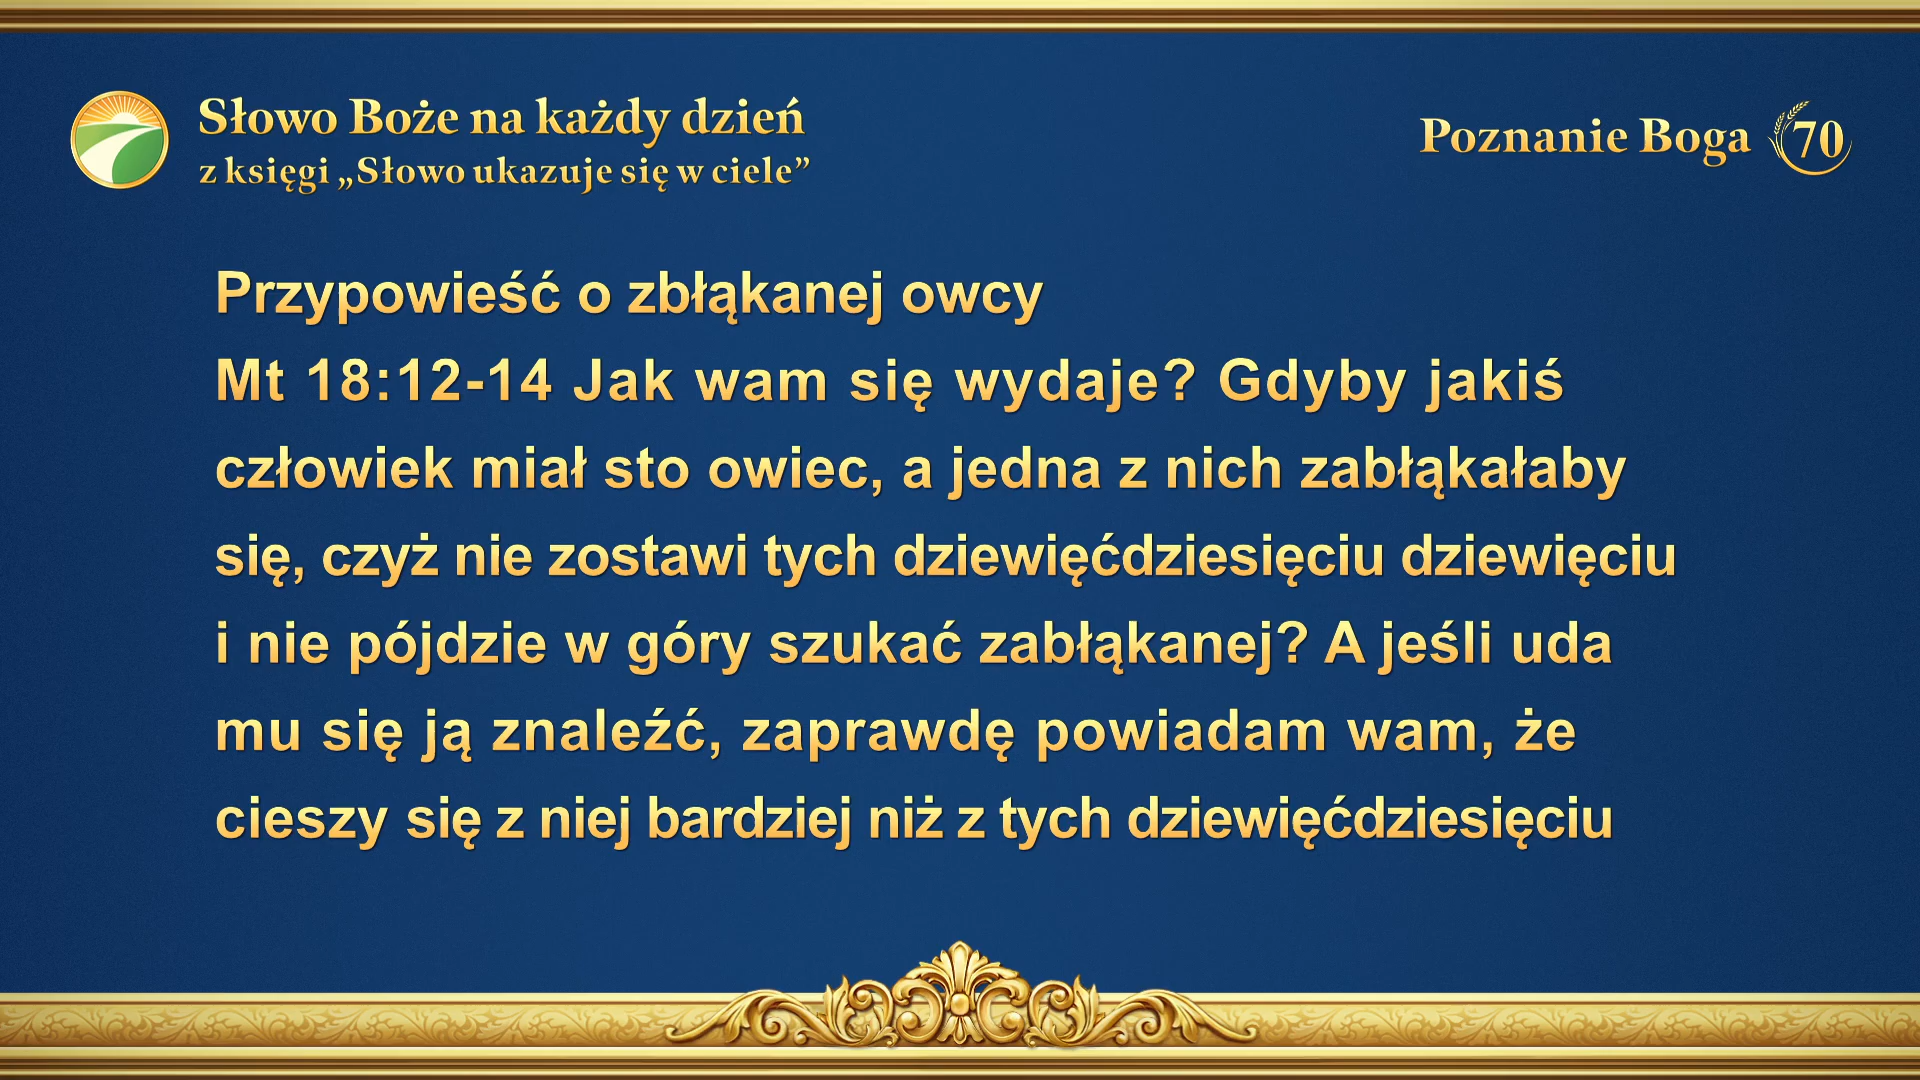 Słowo Boże na każdy dzień
z księgi „Słowo ukazuje się w ciele”
Poznanie Boga 70
Przypowieść o zbłąkanej owcy
Mt 18:12-14 Jak wam się wydaje? Gdyby jakiś
człowiek miał sto owiec, a jedna z nich zabłąkałaby
się, czyż nie zostawi tych dziewięćdziesięciu dziewięciu
i nie pójdzie w góry szukać zabłąkanej? A jeśli uda
mu się ją znaleźć, zaprawdę powiadam wam, że
cieszy się z niej bardziej niż z tych dziewięćdziesięciu